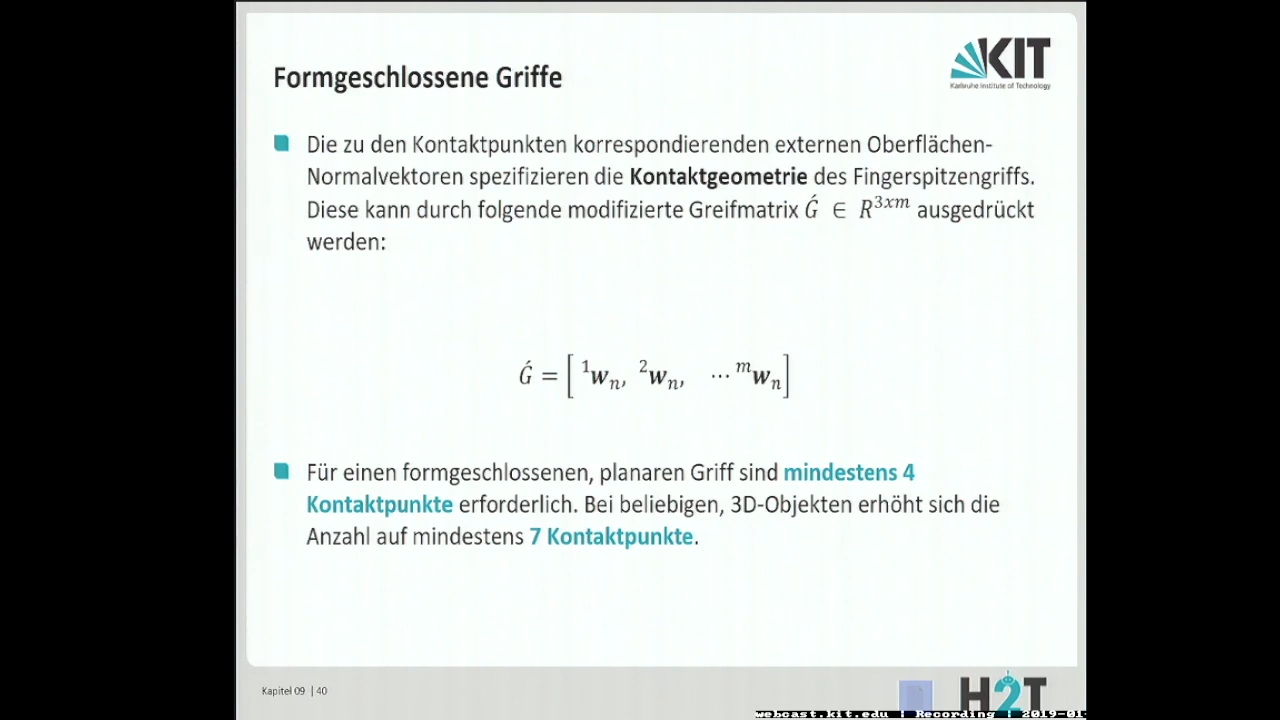 KIT
Karlsruhe Institute of Technology
Formgeschlossene Griffe
Die zu den Kontaktpunkten korrespondierenden externen Oberflächen-
Normalvektoren spezifizieren die Kontaktgeometrie des Fingerspitzengriffs.
Diese kann durch folgende modifizierte Greifmatrix Ǵ ∈ R^{3xm} ausgedrückt
werden:
Ǵ = [ ¹w_n, ²w_n, ⋯ ᵐw_n ]
Für einen formgeschlossenen, planaren Griff sind mindestens 4
Kontaktpunkte erforderlich. Bei beliebigen, 3D-Objekten erhöht sich die
Anzahl auf mindestens 7 Kontaktpunkte.
Kapitel 09 | 40
H2T
webcast.kit.edu | Recording | 2019-01